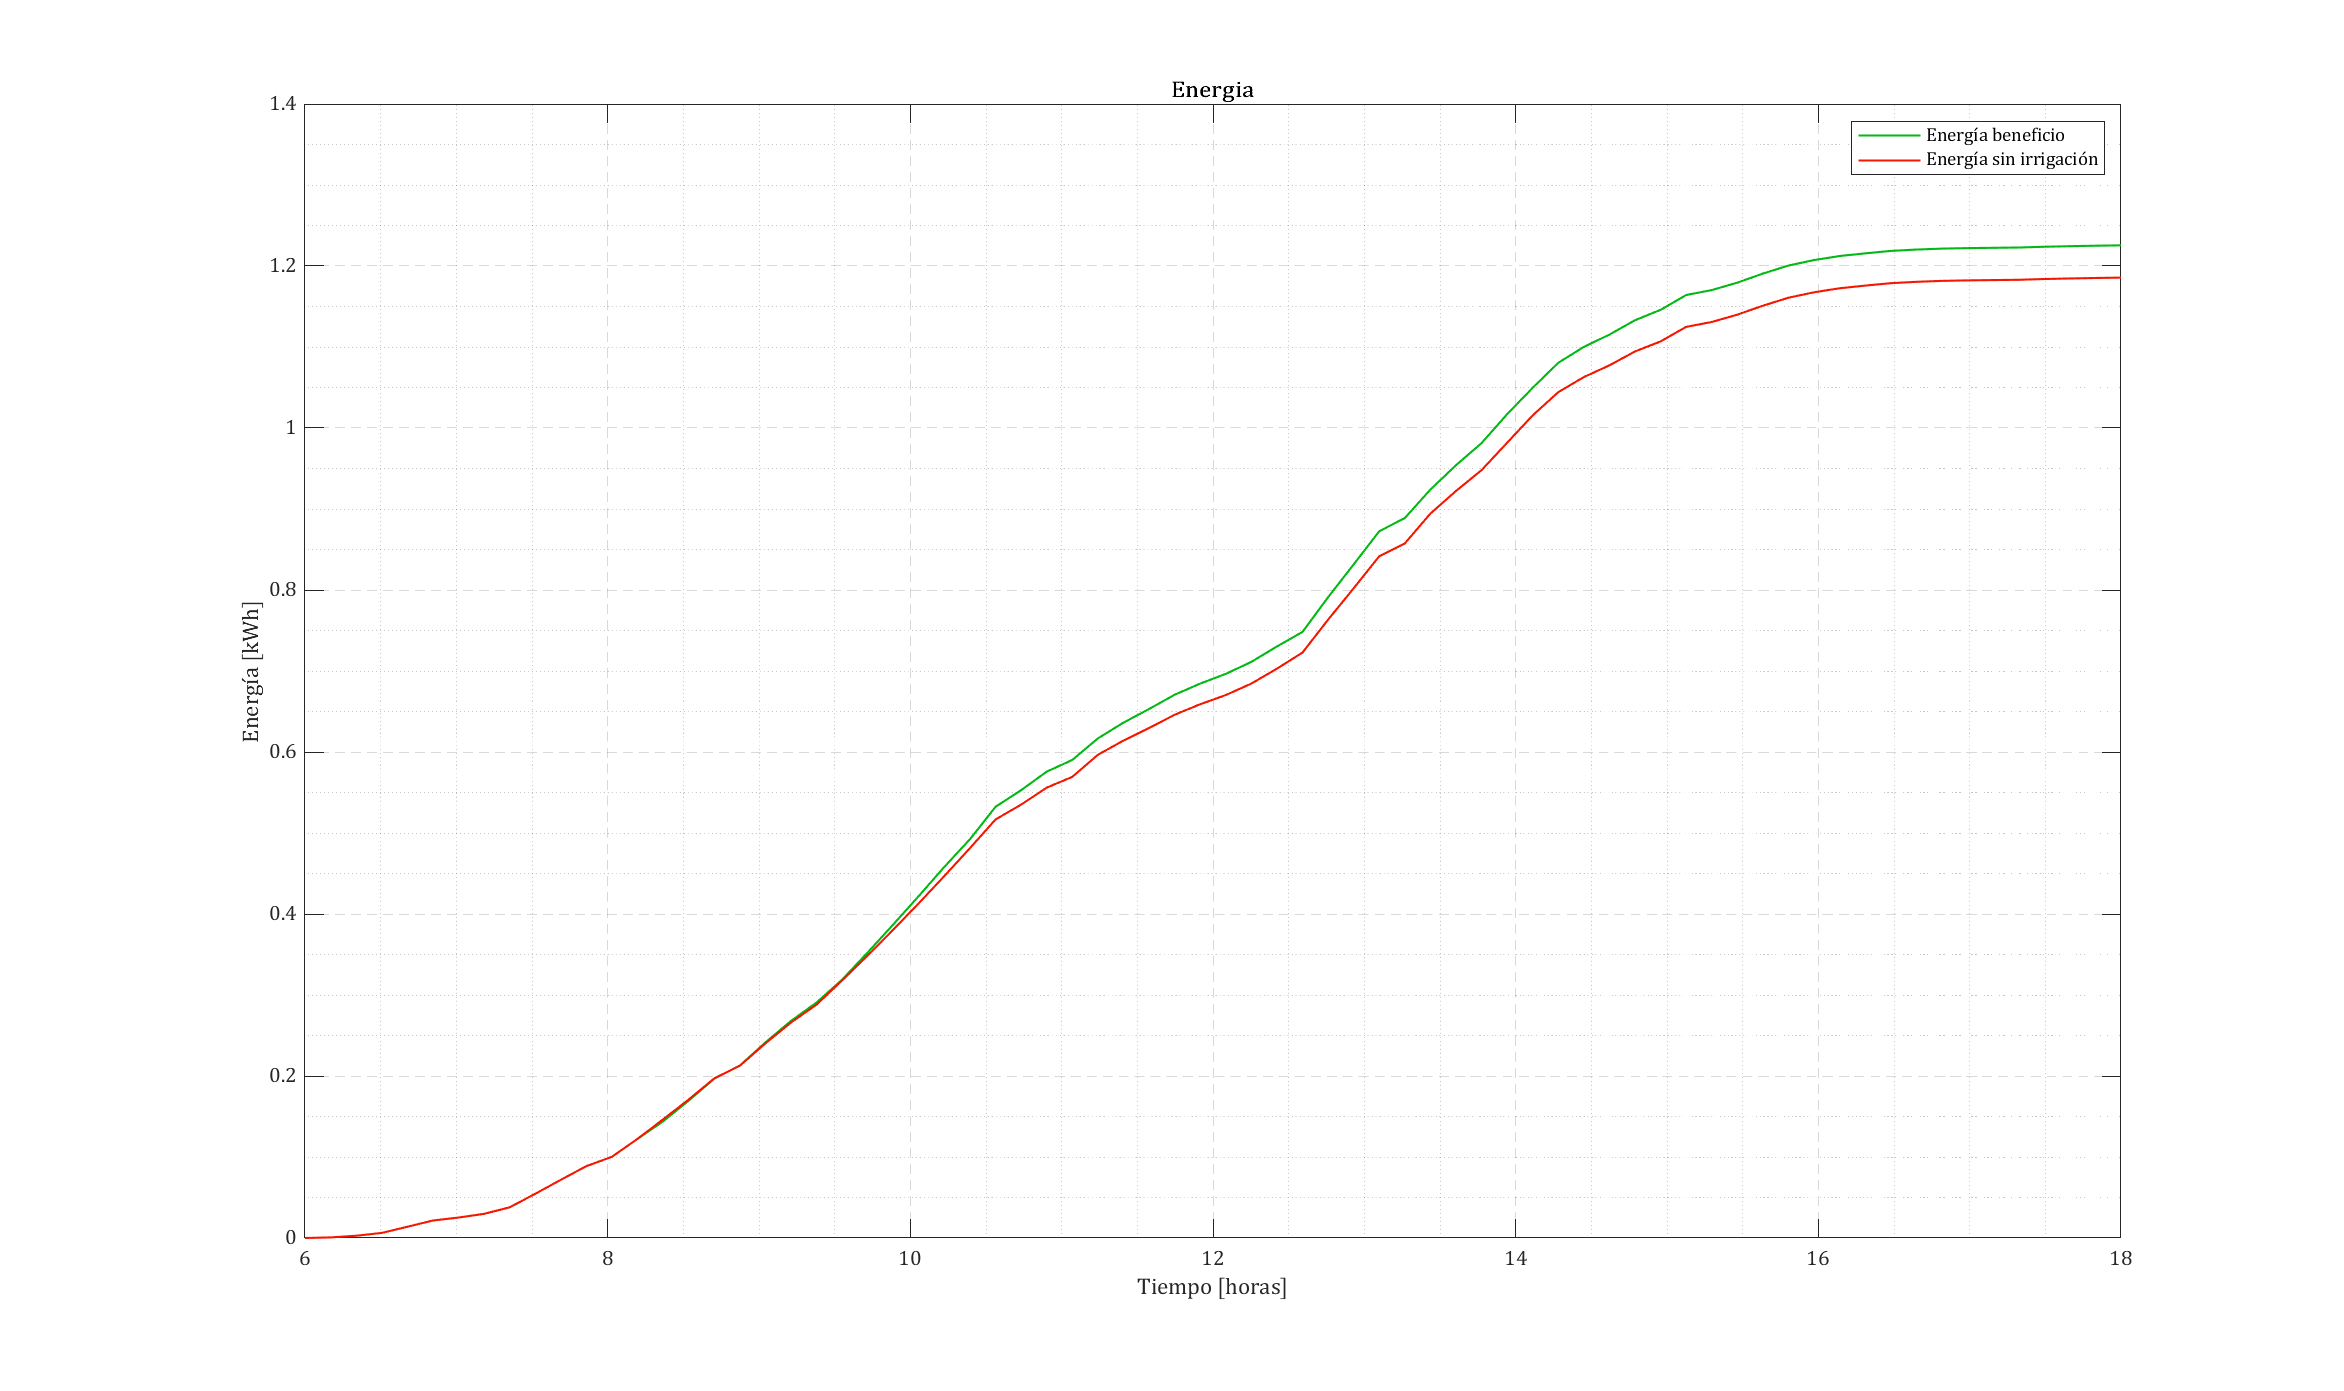 Energia
1.4
1.2
1
0.8
0.6
0.4
0.2
0
Energía [kWh]
Energía beneficio
Energía sin irrigación
6 8 10 12 14 16 18
Tiempo [horas]